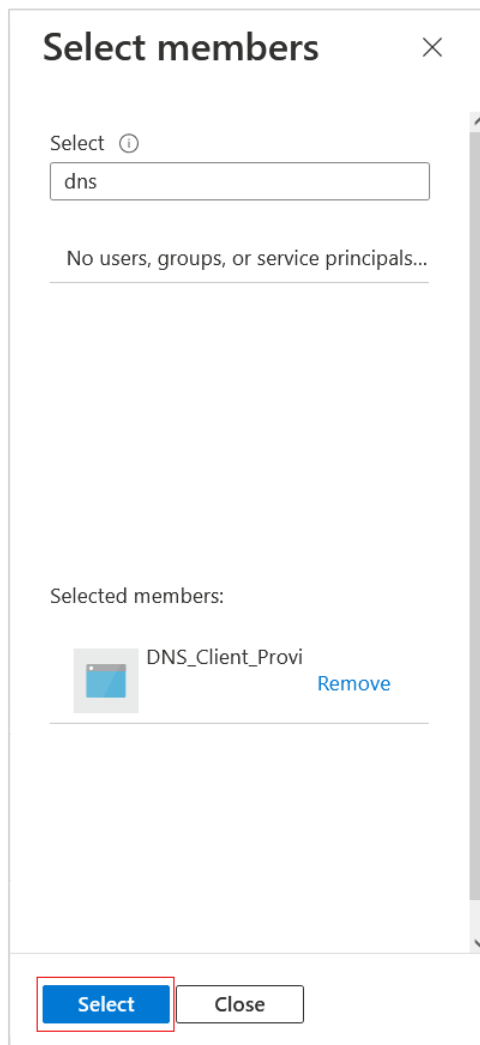 Select members
Select
dns
No users, groups, or service principals...
Selected members:
DNS_Client_Provi
Remove
Select
Close